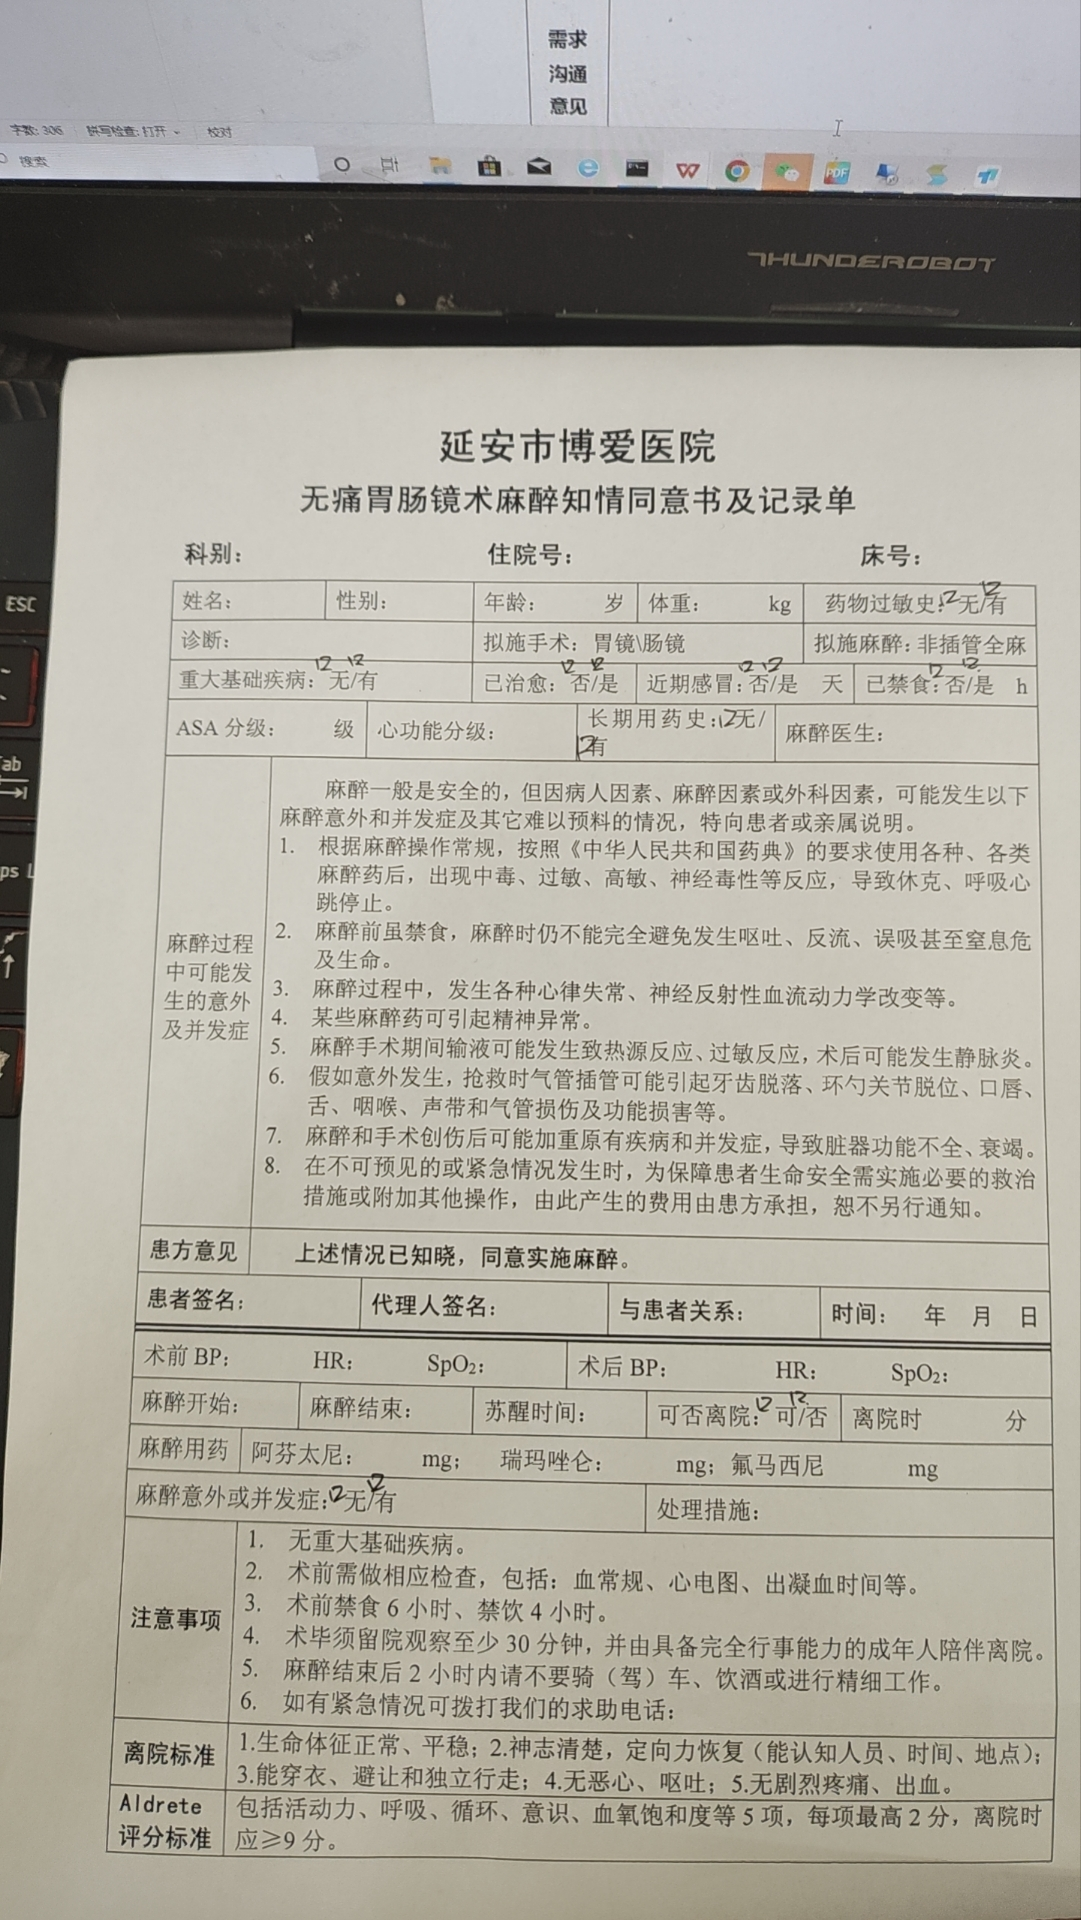 需求
沟通
意见
字数: 306 拼写检查: 打开 校对
搜索
PDF
THUNDEROBOT
ESC
延安市博爱医院
无痛胃肠镜术麻醉知情同意书及记录单
科别： 住院号： 床号：
姓名： 性别： 年龄： 岁 体重： kg 药物过敏史：无/有
诊断： 拟施手术：胃镜\肠镜 拟施麻醉：非插管全麻
重大基础疾病：无/有 已治愈：否/是 近期感冒：否/是 天 已禁食：否/是 h
ASA 分级： 级 心功能分级： 长期用药史：无/
有 麻醉医生：
麻醉过程
中可能发
生的意外
及并发症
麻醉一般是安全的，但因病人因素、麻醉因素或外科因素，可能发生以下
麻醉意外和并发症及其它难以预料的情况，特向患者或亲属说明。
1. 根据麻醉操作常规，按照《中华人民共和国药典》的要求使用各种、各类
麻醉药后，出现中毒、过敏、高敏、神经毒性等反应，导致休克、呼吸心
跳停止。
2. 麻醉前虽禁食，麻醉时仍不能完全避免发生呕吐、反流、误吸甚至窒息危
及生命。
3. 麻醉过程中，发生各种心律失常、神经反射性血流动力学改变等。
4. 某些麻醉药可引起精神异常。
5. 麻醉手术期间输液可能发生致热源反应、过敏反应，术后可能发生静脉炎。
6. 假如意外发生，抢救时气管插管可能引起牙齿脱落、环勺关节脱位、口唇、
舌、咽喉、声带和气管损伤及功能损害等。
7. 麻醉和手术创伤后可能加重原有疾病和并发症，导致脏器功能不全、衰竭。
8. 在不可预见的或紧急情况发生时，为保障患者生命安全需实施必要的救治
措施或附加其他操作，由此产生的费用由患方承担，恕不另行通知。
患方意见 上述情况已知晓，同意实施麻醉。
患者签名： 代理人签名： 与患者关系： 时间： 年 月 日
术前 BP： HR： SpO₂： 术后 BP： HR： SpO₂：
麻醉开始： 麻醉结束： 苏醒时间： 可否离院：可/否 离院时 分
麻醉用药 阿芬太尼： mg； 瑞玛唑仑： mg；氟马西尼 mg
麻醉意外或并发症：无/有 处理措施：
注意事项
1. 无重大基础疾病。
2. 术前需做相应检查，包括：血常规、心电图、出凝血时间等。
3. 术前禁食 6 小时、禁饮 4 小时。
4. 术毕须留院观察至少 30 分钟，并由具备完全行事能力的成年人陪伴离院。
5. 麻醉结束后 2 小时内请不要骑（驾）车、饮酒或进行精细工作。
6. 如有紧急情况可拨打我们的求助电话：
离院标准 1.生命体征正常、平稳；2.神志清楚，定向力恢复（能认知人员、时间、地点）；
3.能穿衣、避让和独立行走；4.无恶心、呕吐；5.无剧烈疼痛、出血。
Aldrete
评分标准
包括活动力、呼吸、循环、意识、血氧饱和度等 5 项，每项最高 2 分，离院时
应≥9 分。